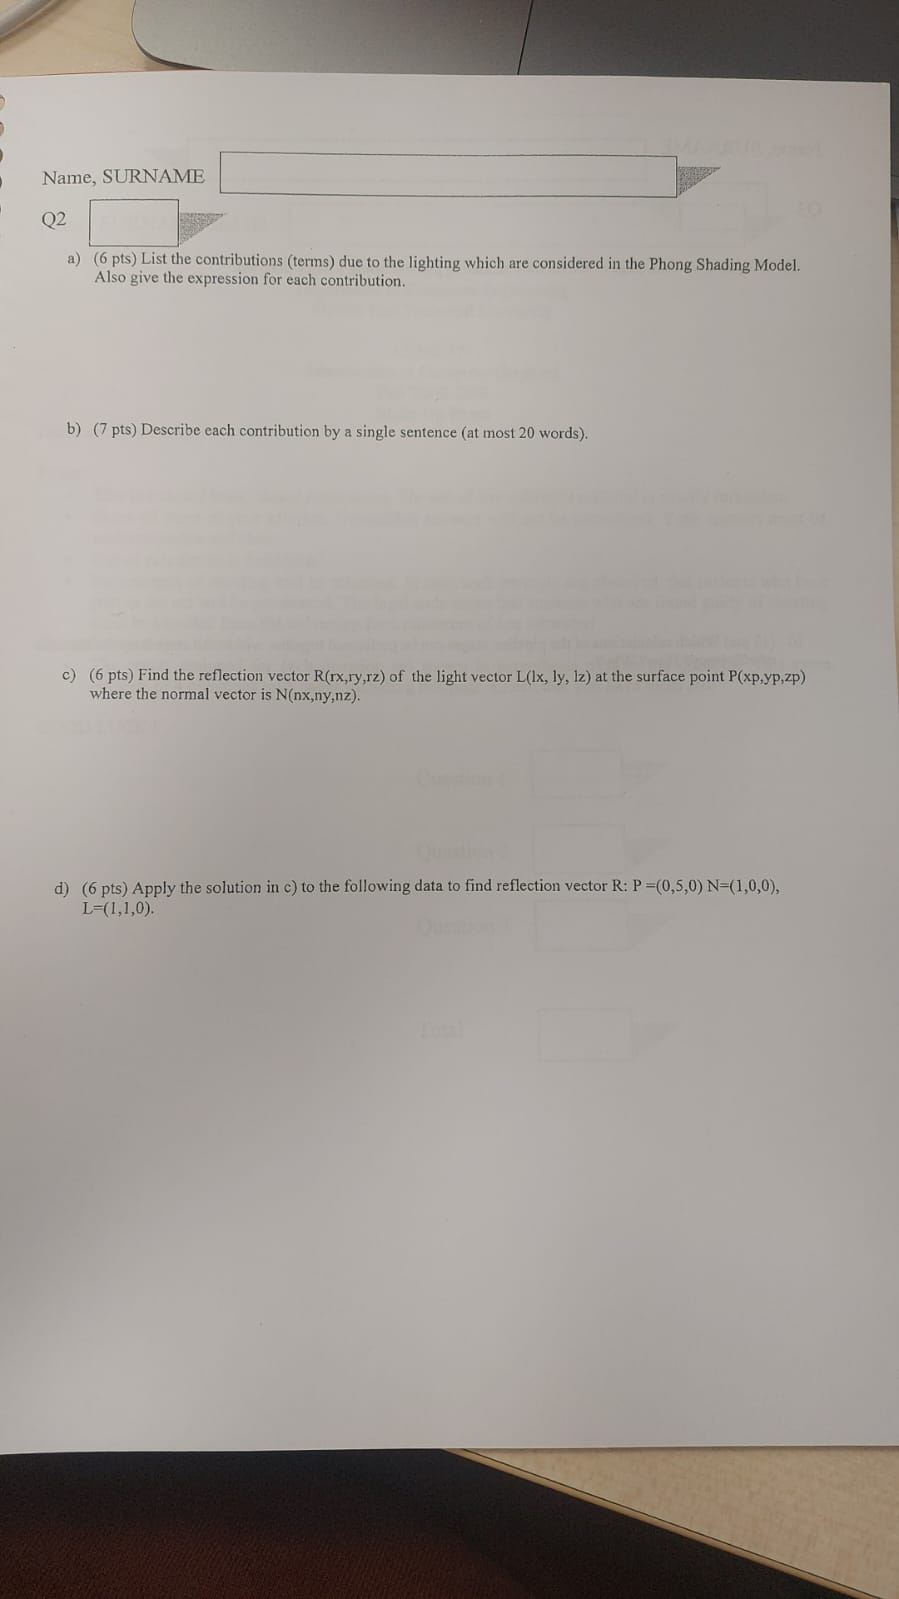 Name, SURNAME
Q2
a) (6 pts) List the contributions (terms) due to the lighting which are considered in the Phong Shading Model.
Also give the expression for each contribution.
b) (7 pts) Describe each contribution by a single sentence (at most 20 words).
c) (6 pts) Find the reflection vector R(rx,ry,rz) of the light vector L(lx, ly, lz) at the surface point P(xp,yp,zp)
where the normal vector is N(nx,ny,nz).
d) (6 pts) Apply the solution in c) to the following data to find reflection vector R: P =(0,5,0) N=(1,0,0),
L=(1,1,0).